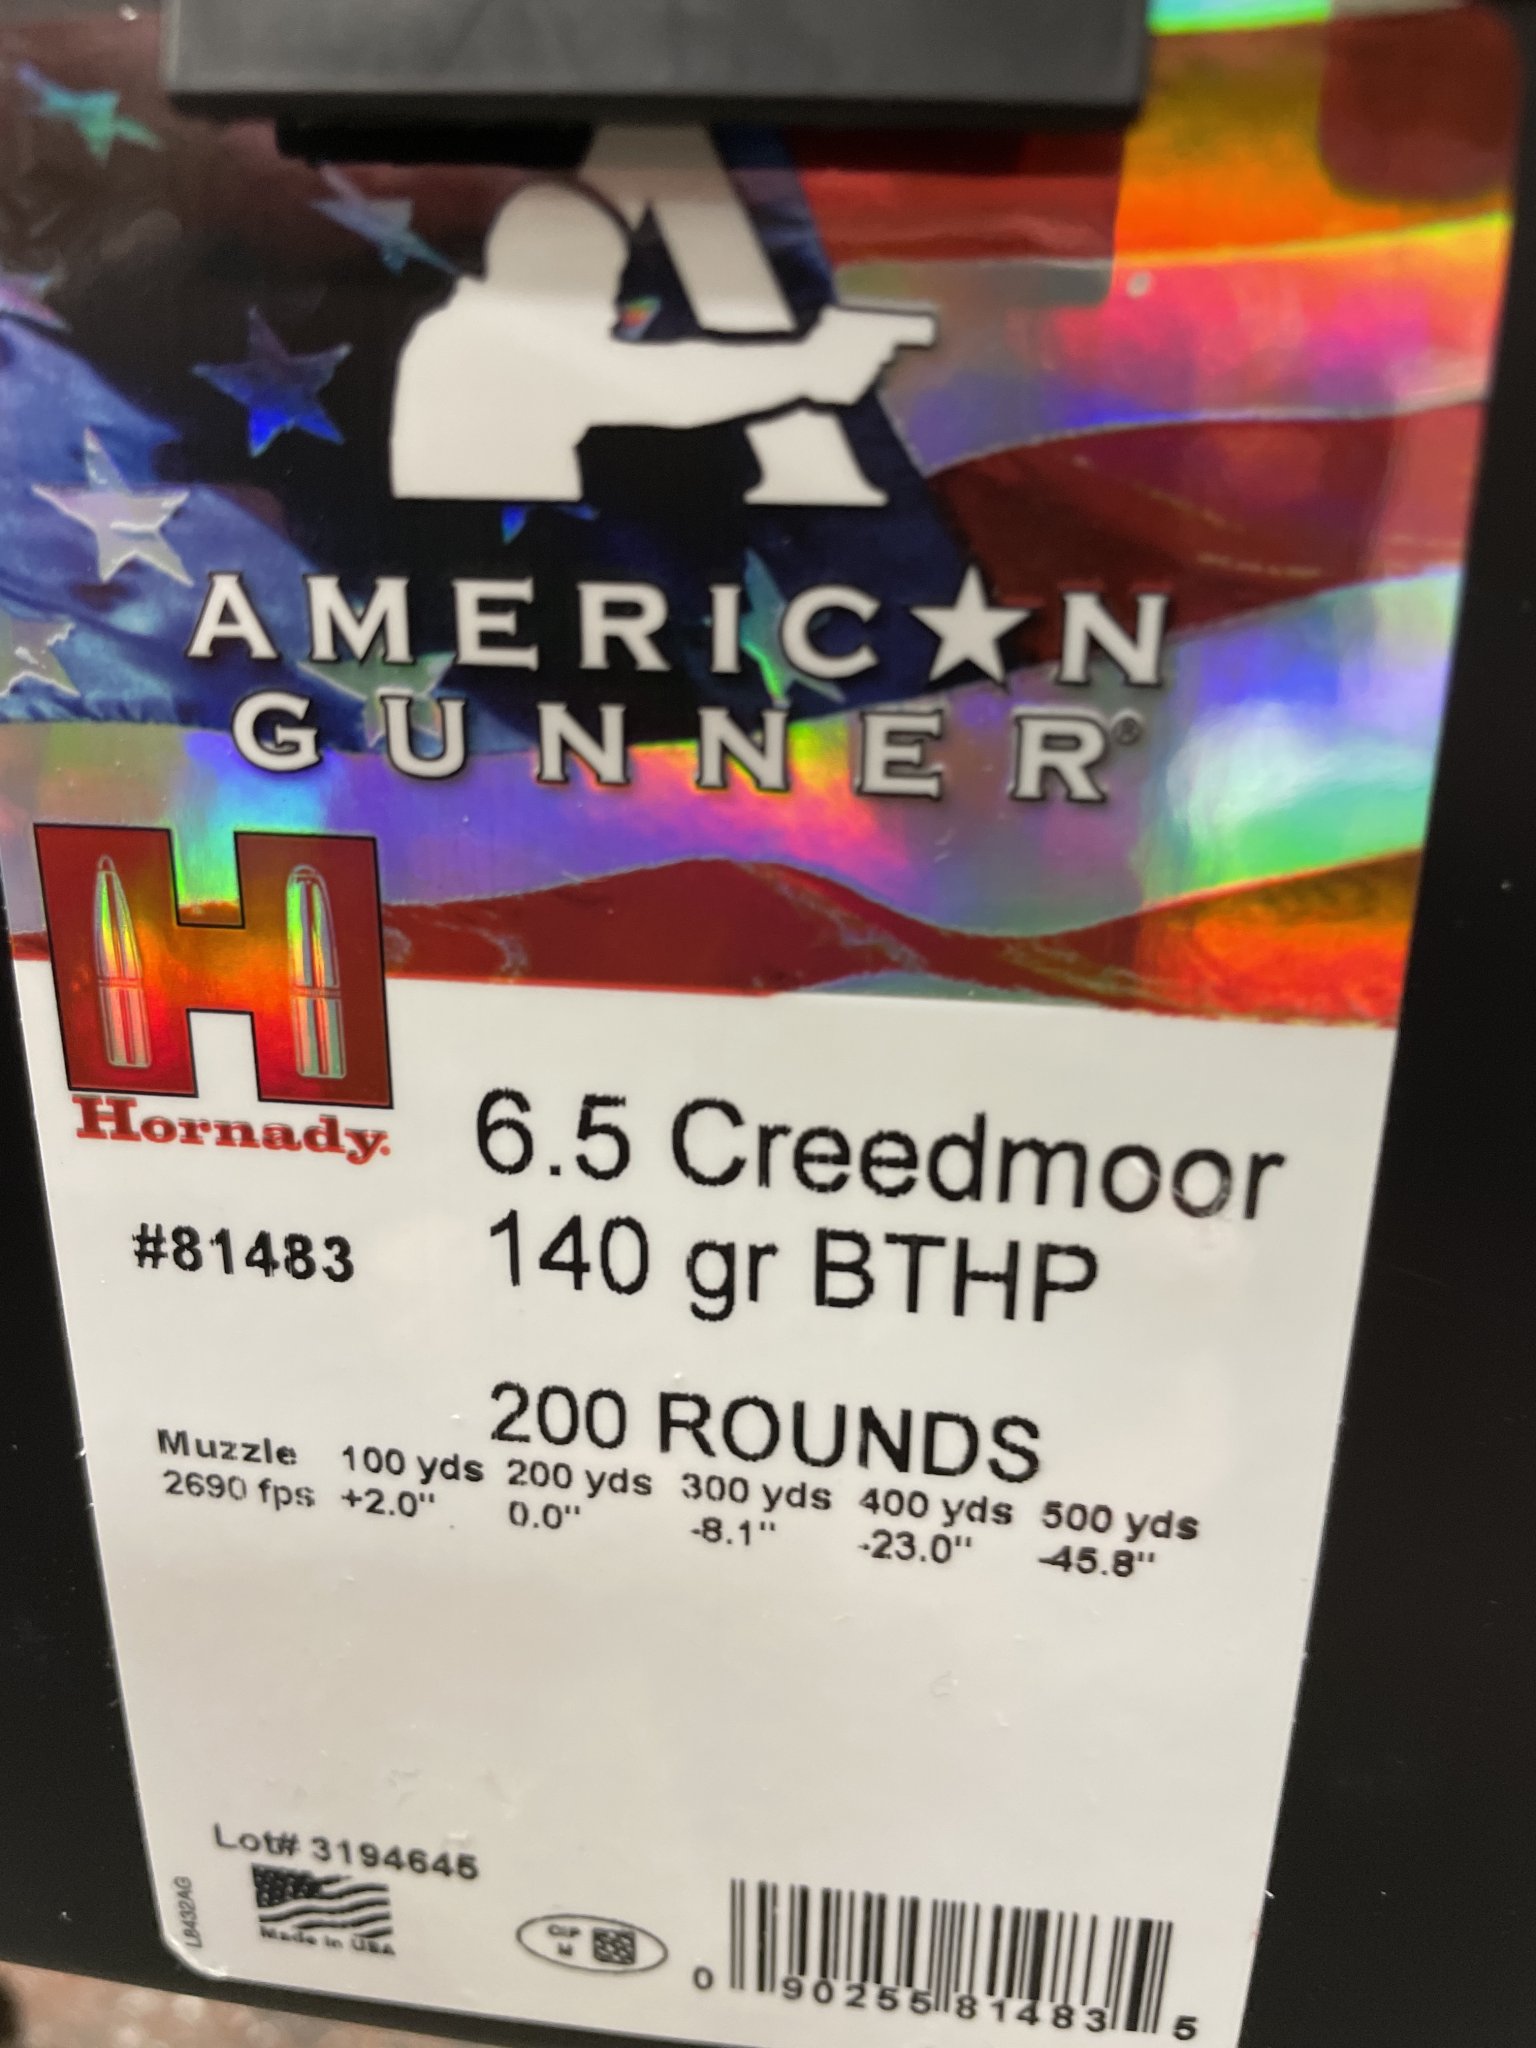 AMERIC★N
GUNNER®
Hornady.
6.5 Creedmoor
#81483
140 gr BTHP
200 ROUNDS
Muzzle 100 yds 200 yds 300 yds 400 yds 500 yds
2690 fps +2.0" 0.0" -8.1" -23.0" -45.8"
Lot# 3194645
L8432AG
Made in USA
CIP
M
0 90255 81483 5